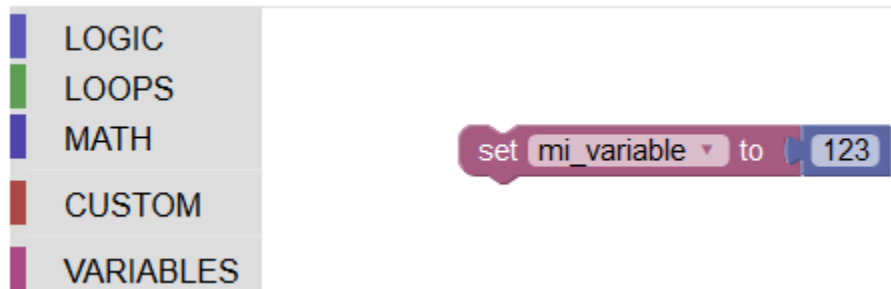 LOGIC
LOOPS
MATH
set mi_variable to 123
CUSTOM
VARIABLES